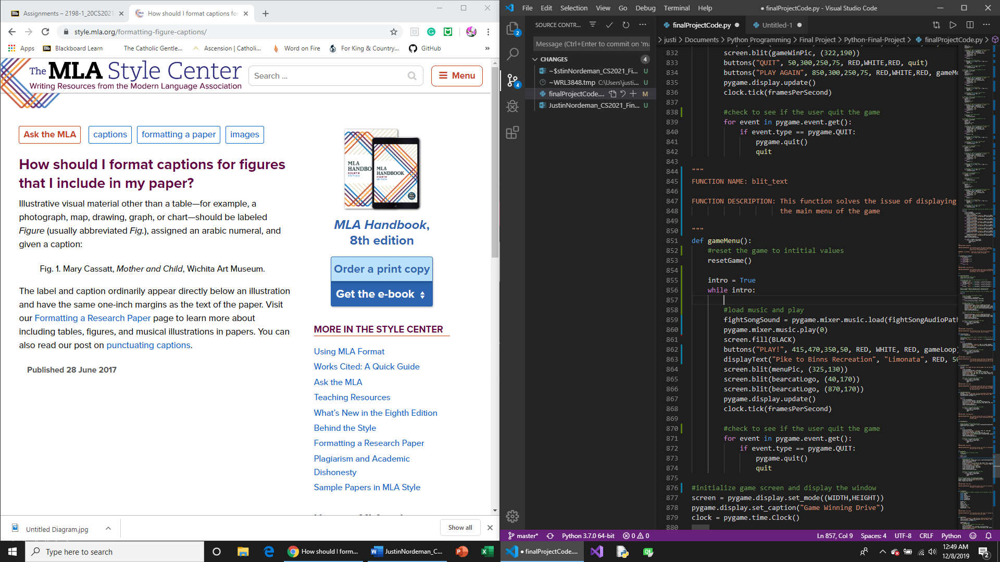 Assignments – 2198-1_20CS2021
How should I format captions for
style.mla.org/formatting-figure-captions/
Apps
Blackboard Learn
The Catholic Gentle...
Ascension | Catholi...
Word on Fire
For King & Country...
GitHub
The MLA Style Center
Writing Resources from the Modern Language Association
Search ...
Menu
Ask the MLA
captions
formatting a paper
images
How should I format captions for figures
that I include in my paper?
Illustrative visual material other than a table—for example, a
photograph, map, drawing, graph, or chart—should be labeled
Figure (usually abbreviated Fig.), assigned an arabic numeral, and
given a caption:
Fig. 1. Mary Cassatt, Mother and Child, Wichita Art Museum.
The label and caption ordinarily appear directly below an illustration
and have the same one-inch margins as the text of the paper. Visit
our Formatting a Research Paper page to learn more about
including tables, figures, and musical illustrations in papers. You can
also read our post on punctuating captions.
Published 28 June 2017
MLA HANDBOOK EIGHTH EDITION
MLA Handbook,
8th edition
Order a print copy
Get the e-book
MORE IN THE STYLE CENTER
Using MLA Format
Works Cited: A Quick Guide
Ask the MLA
Teaching Resources
What's New in the Eighth Edition
Behind the Style
Formatting a Research Paper
Plagiarism and Academic
Dishonesty
Sample Papers in MLA Style
Untitled Diagram.jpg
Show all
File Edit Selection View Go Debug Terminal Help
● finalProjectCode.py - Visual Studio Code
SOURCE CONTR...
Message (Ctrl+Enter to commit on 'ma
CHANGES 4
~$stinNordeman_CS2021_Fi... U
~WRL3848.tmp C:\Users\justi... U
finalProjectCode.... M
JustinNordeman_CS2021_Fin... U
finalProjectCode.py ●
Untitled-1 ●
justi > Documents > Python Programming > Final Project > Python-Final-Project > finalProjectCode.py >
832 screen.blit(gameWinPic, (322,190))
833 buttons("QUIT", 50,300,250,75, RED,WHITE,RED, quit)
834 buttons("PLAY AGAIN", 850,300,250,75, RED,WHITE,RED, gameMe
835 pygame.display.update()
836 clock.tick(framesPerSecond)
837
838 #check to see if the user quit the game
839 for event in pygame.event.get():
840 if event.type == pygame.QUIT:
841 pygame.quit()
842 quit
843
844 """
845 FUNCTION NAME: blit_text
846
847 FUNCTION DESCRIPTION: This function solves the issue of displaying
848 the main menu of the game
849
850 """
851 def gameMenu():
852 #reset the game to intitial values
853 resetGame()
854
855 intro = True
856 while intro:
857
858 #load music and play
859 fightSongSound = pygame.mixer.music.load(fightSongAudioPath
860 pygame.mixer.music.play(0)
861 screen.fill(BLACK)
862 buttons("PLAY!", 415,470,350,50, RED, WHITE, RED, gameLoop)
863 displayText("Pike to Binns Recreation", "Limonata", RED, 50
864 screen.blit(menuPic, (325,130))
865 screen.blit(bearcatLogo, (40,170))
866 screen.blit(bearcatLogo, (870,170))
867 pygame.display.update()
868 clock.tick(framesPerSecond)
869
870 #check to see if the user quit the game
871 for event in pygame.event.get():
872 if event.type == pygame.QUIT:
873 pygame.quit()
874 quit
875
876 #initialize game screen and display the window
877 screen = pygame.display.set_mode((WIDTH,HEIGHT))
878 pygame.display.set_caption("Game Winning Drive")
879 clock = pygame.time.Clock()
880
master*
Python 3.7.0 64-bit
0 0
Ln 857, Col 9
Spaces: 4
UTF-8
CRLF
Python
Type here to search
How should I form...
JustinNordeman_C...
● finalProjectCode....
12:49 AM
12/8/2019
2